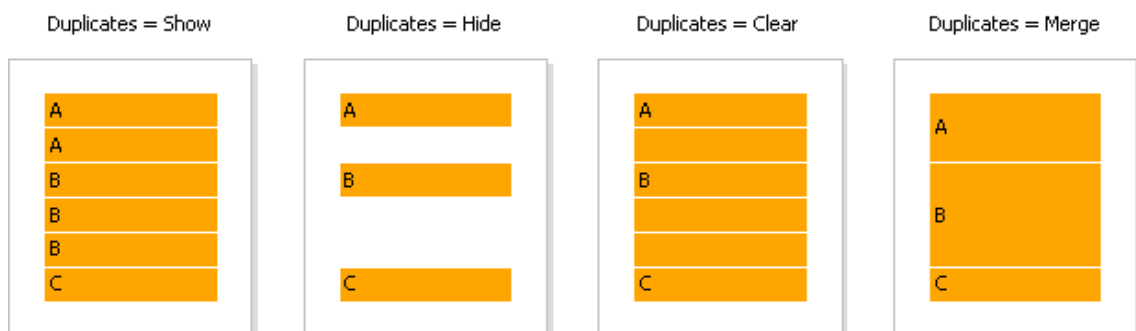 Duplicates = Show
A
A
B
B
B
C
Duplicates = Hide
A
B
C
Duplicates = Clear
A
B
C
Duplicates = Merge
A
B
C